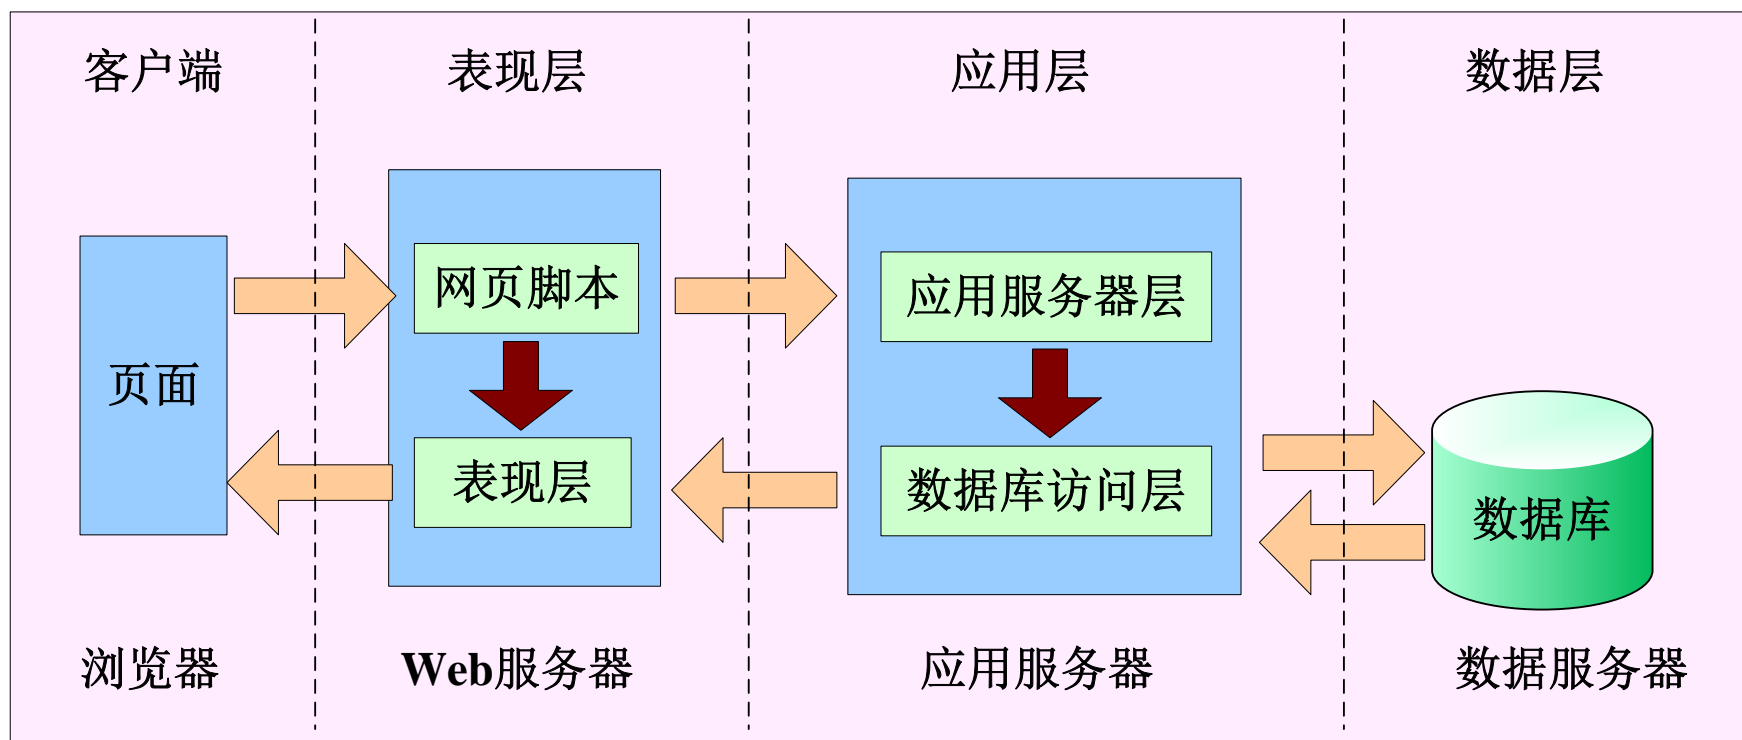 客户端
表现层
应用层
数据层
网页脚本
应用服务器层
页面
表现层
数据库访问层
数据库
浏览器
Web服务器
应用服务器
数据服务器